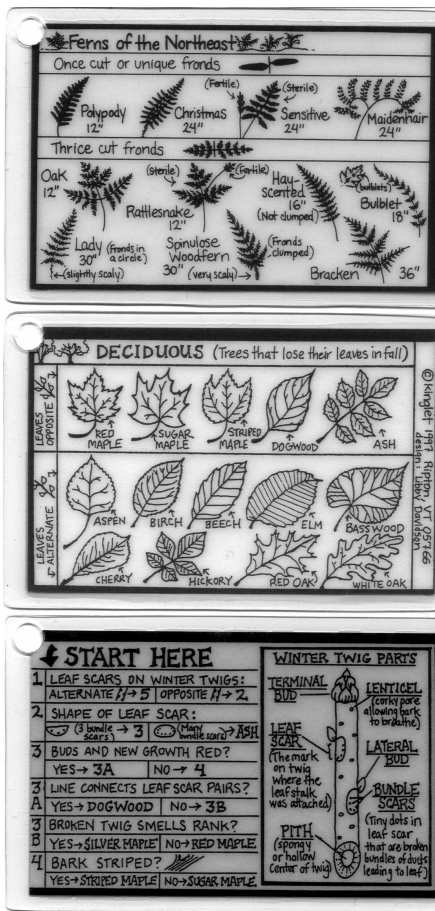 Ferns of the Northeast
Once cut or unique fronds
Polypody
12"
Christmas
24"
(Fertile)
(Sterile)
Sensitive
24"
Maidenhair
24"
Thrice cut fronds
Oak
12"
(Sterile)
(Fertile)
Rattlesnake
12"
Hay-
scented
16"
(Not clumped)
(bulblets)
Bulblet
18"
Lady (Fronds in
30" a circle)
(slightly scaly)
Spinulose
Woodfern
30"
(very scaly)
(Fronds
clumped)
Bracken
36"
DECIDUOUS (Trees that lose their leaves in fall)
LEAVES
OPPOSITE
RED
MAPLE
SUGAR
MAPLE
STRIPED
MAPLE
DOGWOOD
ASH
LEAVES
ALTERNATE
ASPEN
BIRCH
BEECH
ELM
BASSWOOD
CHERRY
HICKORY
RED OAK
WHITE OAK
© Kinglet 1997 Ripton, VT 05766
design: Libby Davidson
START HERE
1 LEAF SCARS ON WINTER TWIGS:
ALTERNATE → 5 OPPOSITE → 2
2 SHAPE OF LEAF SCAR:
(3 bundle scars) → 3 (Many bundle scars) → ASH
3 BUDS AND NEW GROWTH RED?
YES → 3A NO → 4
3A LINE CONNECTS LEAF SCAR PAIRS?
YES → DOGWOOD NO → 3B
3B BROKEN TWIG SMELLS RANK?
YES → SILVER MAPLE NO → RED MAPLE
4 BARK STRIPED?
YES → STRIPED MAPLE NO → SUGAR MAPLE
WINTER TWIG PARTS
TERMINAL
BUD
LEAF
SCAR
(The mark
on twig
where the
leaf stalk
was attached)
PITH
(spongy
or hollow
center of twig)
LENTICEL
(corky pore
allowing bark
to breathe)
LATERAL
BUD
BUNDLE
SCARS
(Tiny dots in
leaf scar
that are broken
bundles of ducts
leading to leaf)